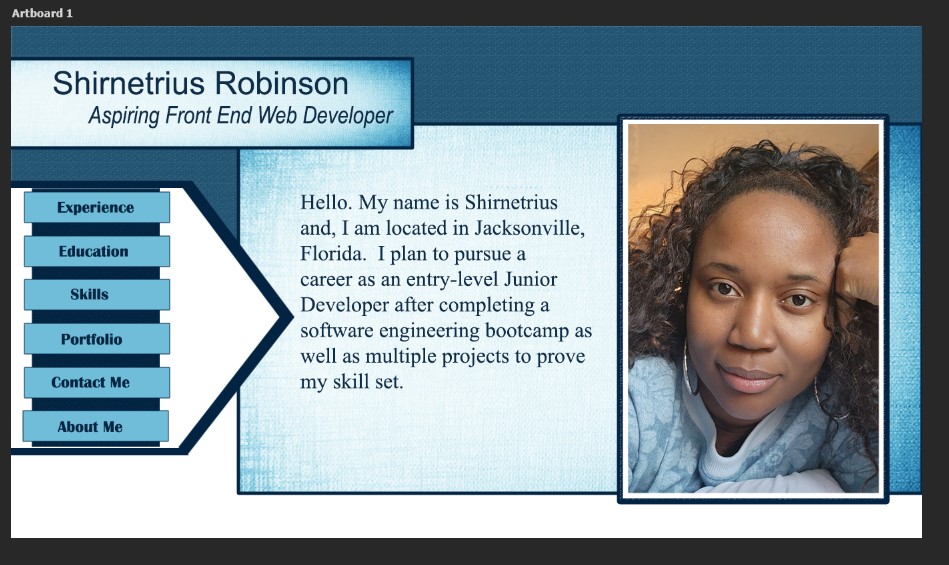 Artboard 1
Shirnetrius Robinson
Aspiring Front End Web Developer
Experience
Education
Skills
Portfolio
Contact Me
About Me
Hello. My name is Shirnetrius
and, I am located in Jacksonville,
Florida.  I plan to pursue a
career as an entry-level Junior
Developer after completing a
software engineering bootcamp as
well as multiple projects to prove
my skill set.